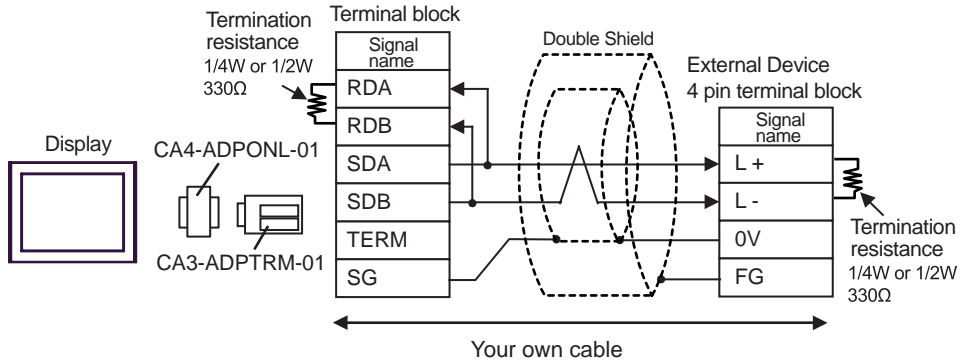 Terminal block
Termination
resistance
1/4W or 1/2W
330Ω
Signal
name
RDA
RDB
SDA
SDB
TERM
SG
Double Shield
External Device
4 pin terminal block
Signal
name
L +
L -
0V
FG
Display
CA4-ADPONL-01
CA3-ADPTRM-01
Termination
resistance
1/4W or 1/2W
330Ω
Your own cable